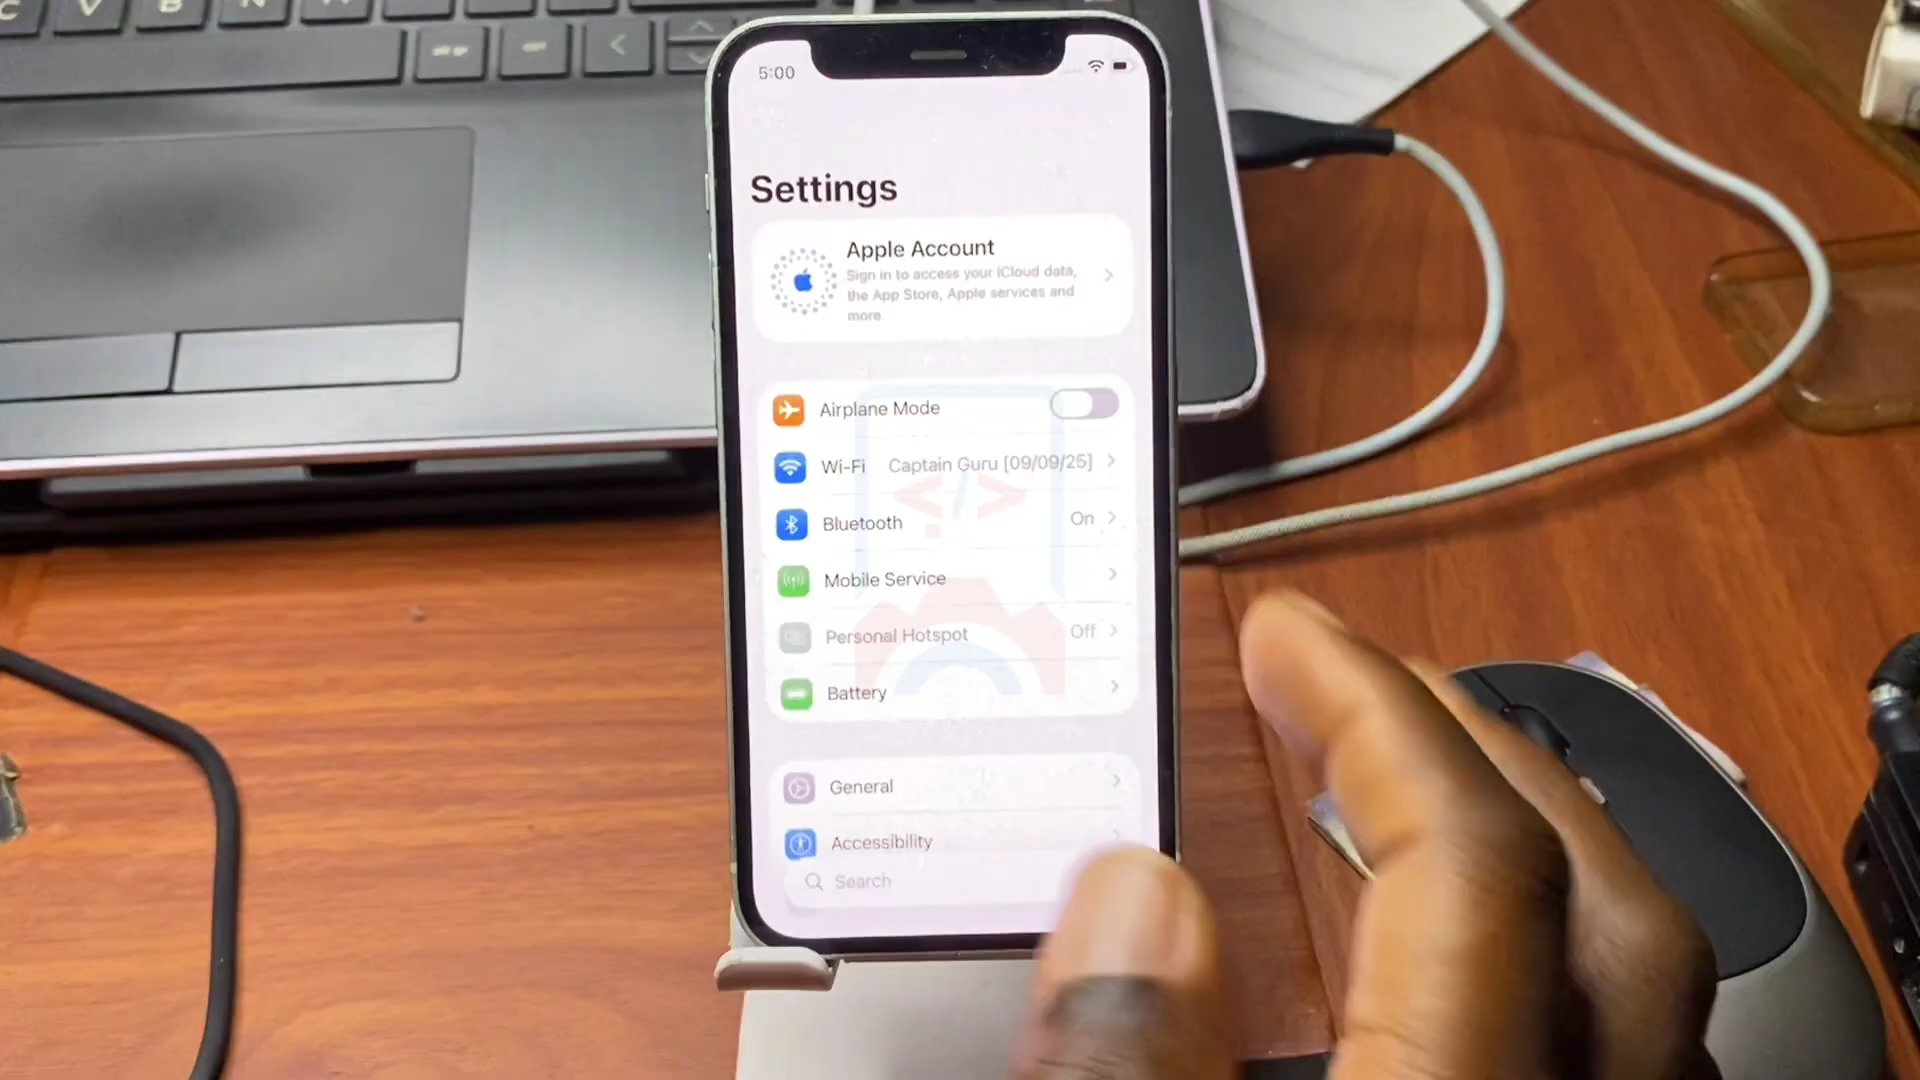 C V B N M
5:00
Settings
Apple Account
Sign in to access your iCloud data,
the App Store, Apple services and
more.
Airplane Mode
Wi-Fi Captain Guru [09/09/25]
Bluetooth On
Mobile Service
Personal Hotspot Off
Battery
General
Accessibility
Search